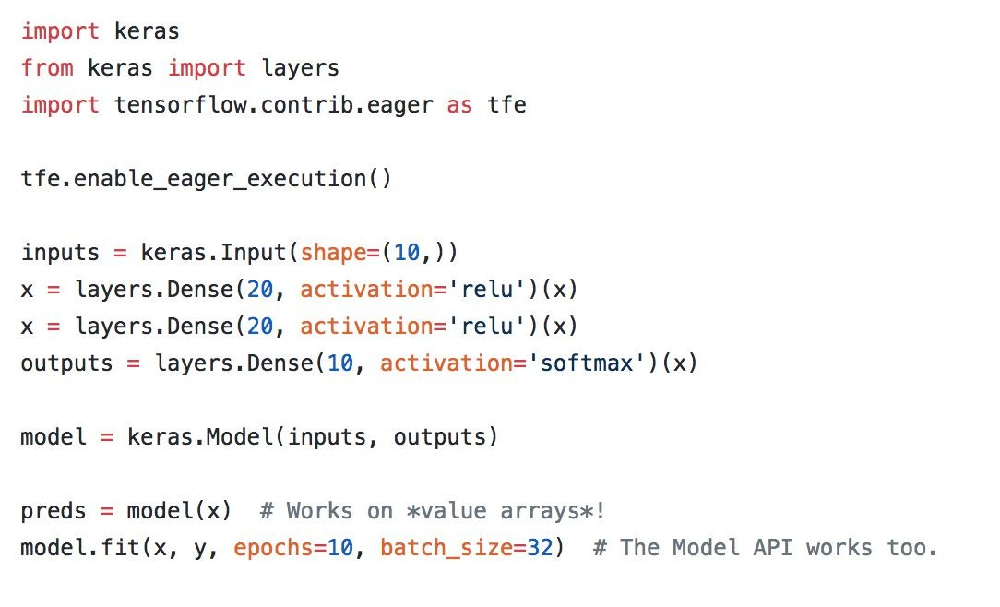 import keras
from keras import layers
import tensorflow.contrib.eager as tfe
tfe.enable_eager_execution()
inputs = keras.Input(shape=(10,))
x = layers.Dense(20, activation='relu')(x)
x = layers.Dense(20, activation='relu')(x)
outputs = layers.Dense(10, activation='softmax')(x)
model = keras.Model(inputs, outputs)
preds = model(x)  # Works on *value arrays*!
model.fit(x, y, epochs=10, batch_size=32)  # The Model API works too.